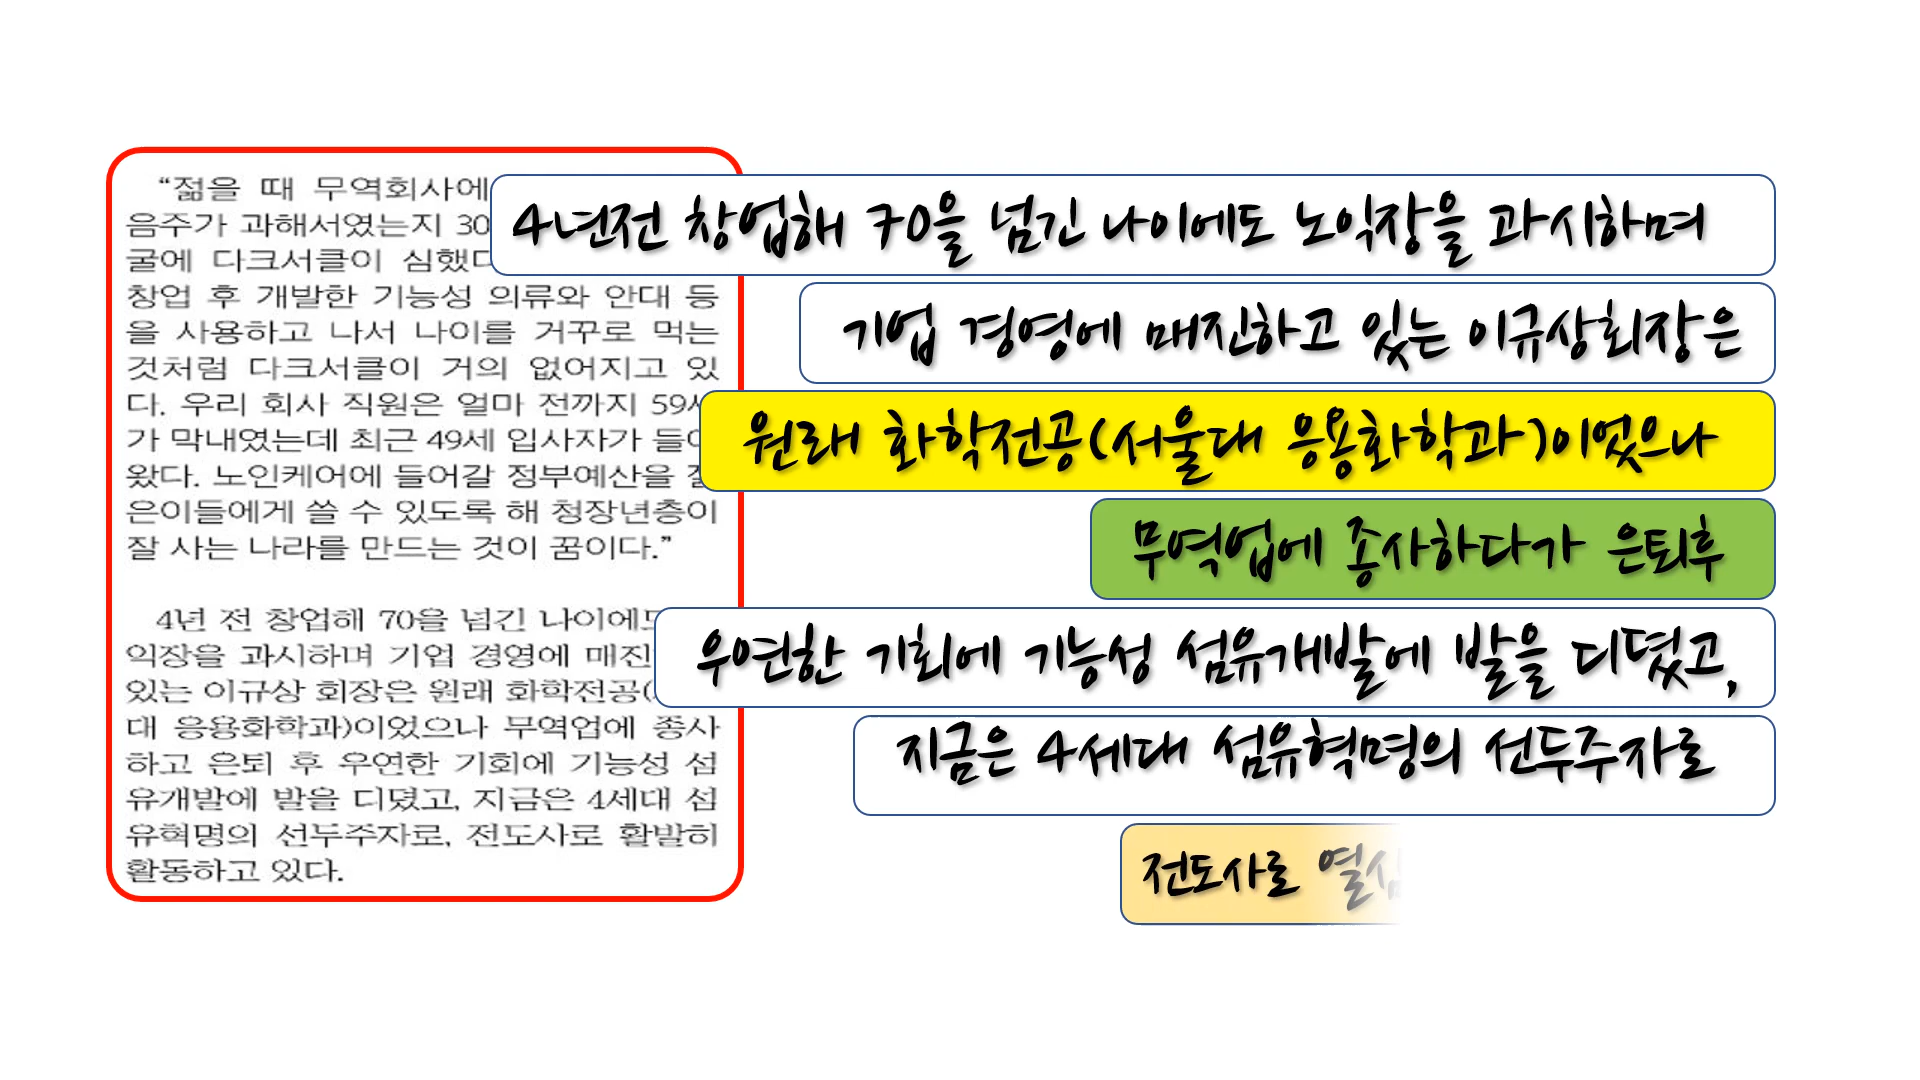 “젊을 때 무역회사에
음주가 과해서였는지 30
굴에 다크서클이 심했
창업 후 개발한 기능성 의류와 안대 등
을 사용하고 나서 나이를 거꾸로 먹는
것처럼 다크서클이 거의 없어지고 있
다. 우리 회사 직원은 얼마 전까지 59
가 막내였는데 최근 49세 입사자가 들
왔다. 노인케어에 들어갈 정부예산을
은이들에게 쓸 수 있도록 해 청장년층이
잘 사는 나라를 만드는 것이 꿈이다.”
4년 전 창업해 70을 넘긴 나이에
익장을 과시하며 기업 경영에 매진
있는 이규상 회장은 원래 화학전공(
대 응용화학과)이었으나 무역업에 종사
하고 은퇴 후 우연한 기회에 기능성 섬
유개발에 발을 디뎠고, 지금은 4세대 섬
유혁명의 선두주자로, 전도사로 활발히
활동하고 있다.
4년전 창업해 70을 넘긴 나이에도 노익장을 과시하며
기업 경영에 매진하고 있는 이규상회장은
원래 화학전공(서울대 응용화학과)이었으나
무역업에 종사하다가 은퇴후
우연한 기회에 기능성 섬유개발에 발을 디뎠고,
지금은 4세대 섬유혁명의 선두주자로
전도사로 열심